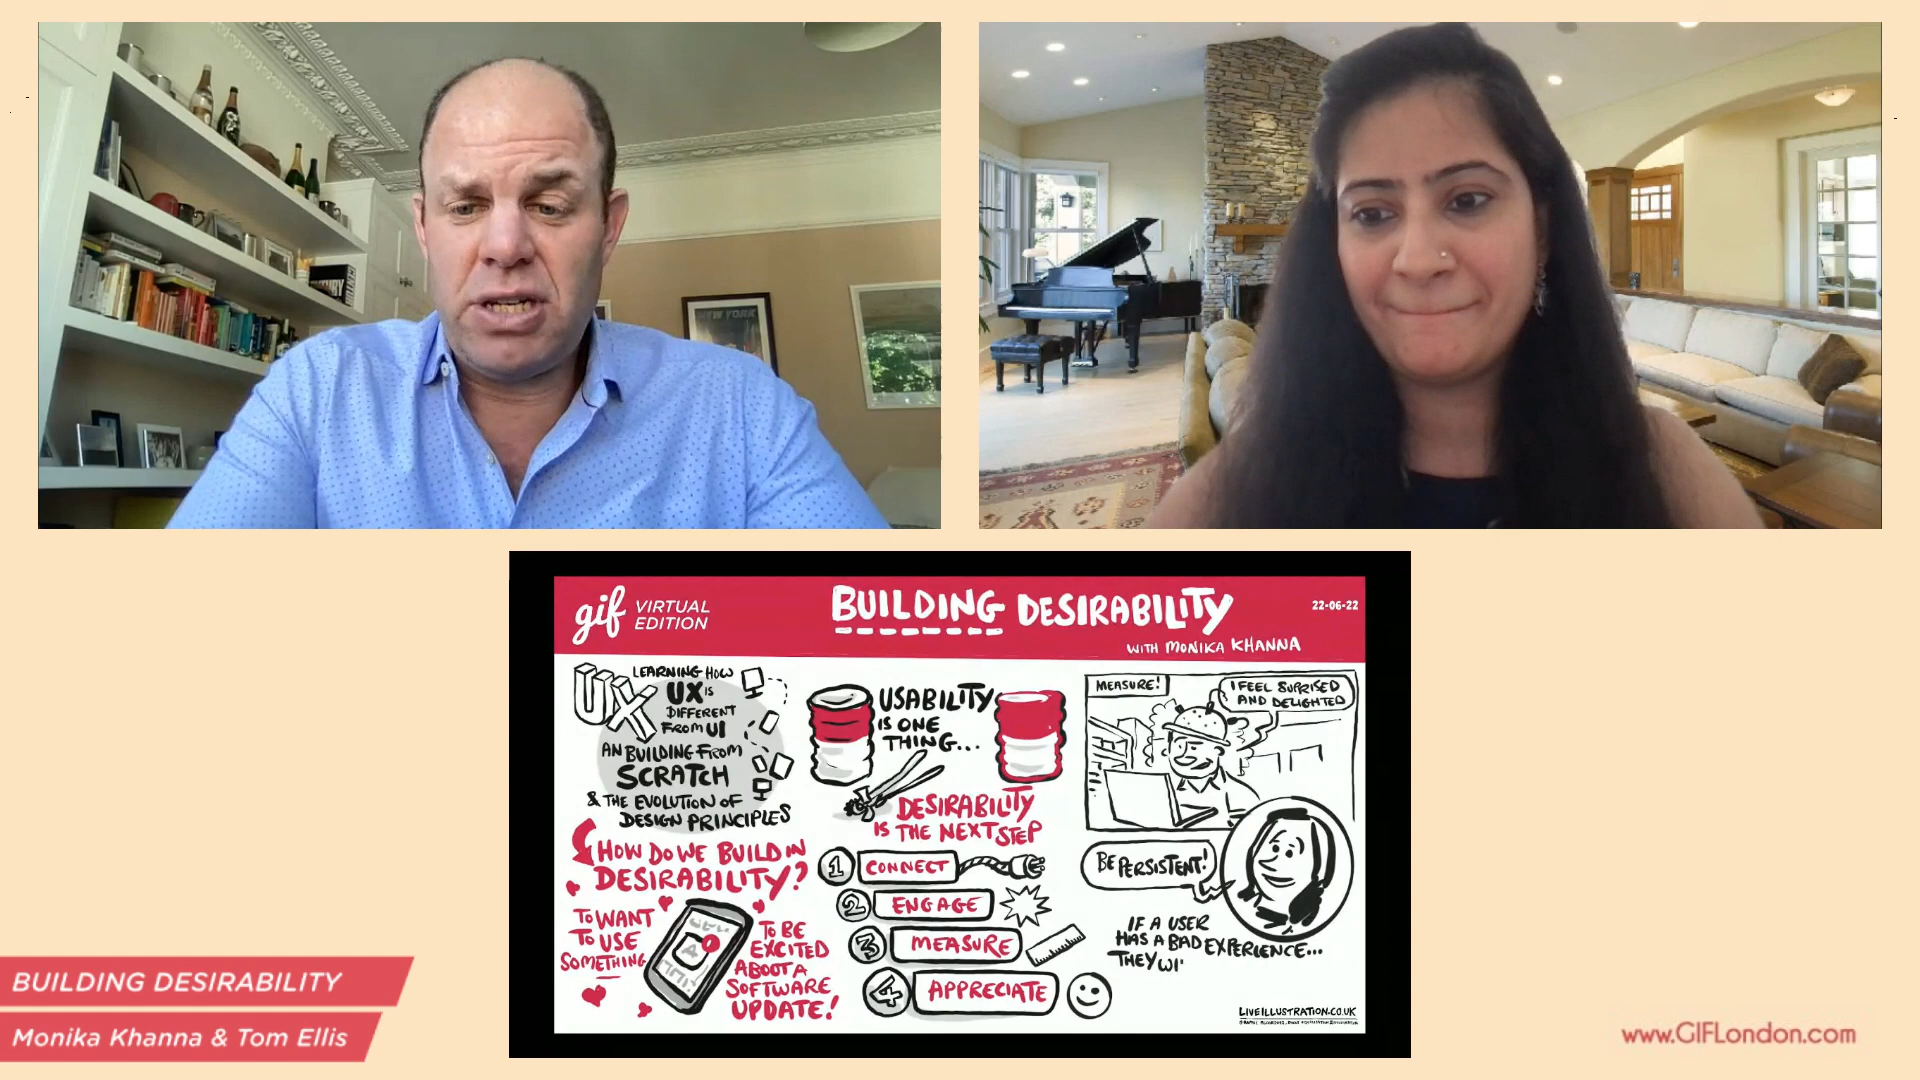 NEW YORK
gif VIRTUAL EDITION
BUILDING DESIRABILITY
22-06-22
WITH MONIKA KHANNA
UX
LEARNING HOW
UX IS
DIFFERENT
FROM UI
AN BUILDING FROM
SCRATCH
& THE EVOLUTION OF
DESIGN PRINCIPLES
HOW DO WE BUILD IN
DESIRABILITY?
TO WANT
TO USE
SOMETHING
TO BE
EXCITED
ABOUT A
SOFTWARE
UPDATE!
USABILITY
IS ONE
THING...
DESIRABILITY
IS THE NEXT STEP
1 CONNECT
2 ENGAGE
3 MEASURE
4 APPRECIATE
MEASURE!
I FEEL SUPRISED
AND DELIGHTED
BE PERSISTENT!
IF A USER
HAS A BAD EXPERIENCE...
THEY WI
LIVEILLUSTRATION.CO.UK
BUILDING DESIRABILITY
Monika Khanna & Tom Ellis
www.GIFLondon.com